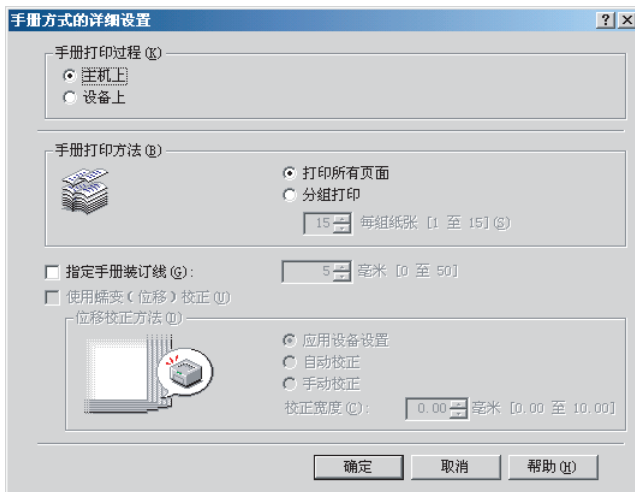 手册方式的详细设置
手册打印过程(K)
主机上
设备上
手册打印方法(B)
打印所有页面
分组打印
15 每组纸张 [1 至 15](S)
指定手册装订线(G): 5 毫米 [0 至 50]
使用蠕变(位移)校正(U)
位移校正方法(D)
应用设备设置
自动校正
手动校正
校正宽度(C): 0.00 毫米 [0.00 至 10.00]
确定 取消 帮助(H)